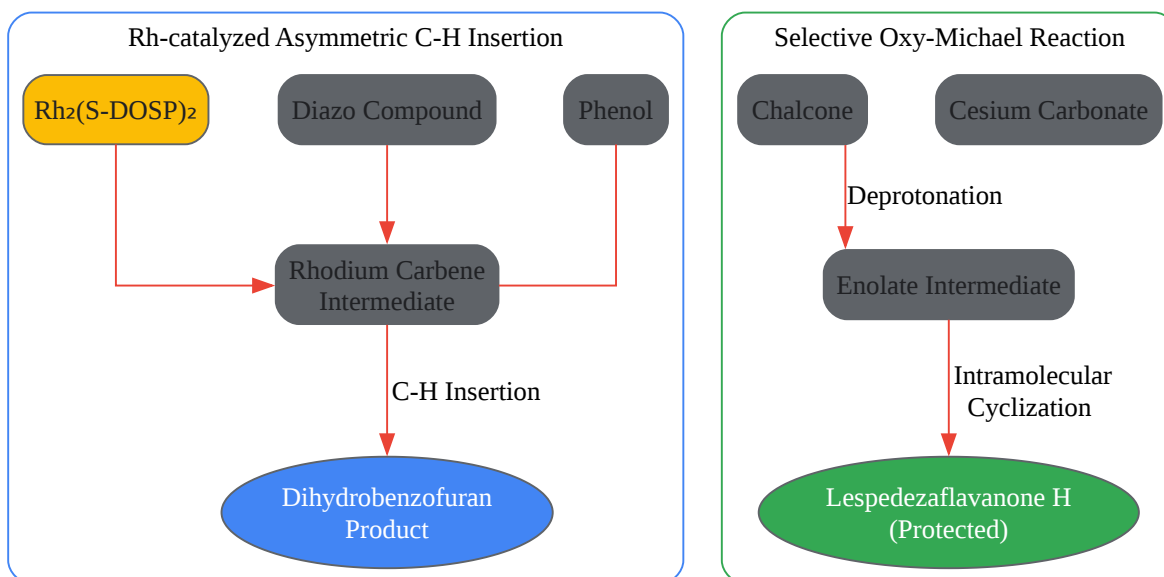 Rh-catalyzed Asymmetric C-H Insertion
Rh₂(S-DOSP)₂
Diazo Compound
Phenol
Rhodium Carbene
Intermediate
C-H Insertion
Dihydrobenzofuran
Product
Selective Oxy-Michael Reaction
Chalcone
Cesium Carbonate
Deprotonation
Enolate Intermediate
Intramolecular
Cyclization
Lespedezaflavanone H
(Protected)